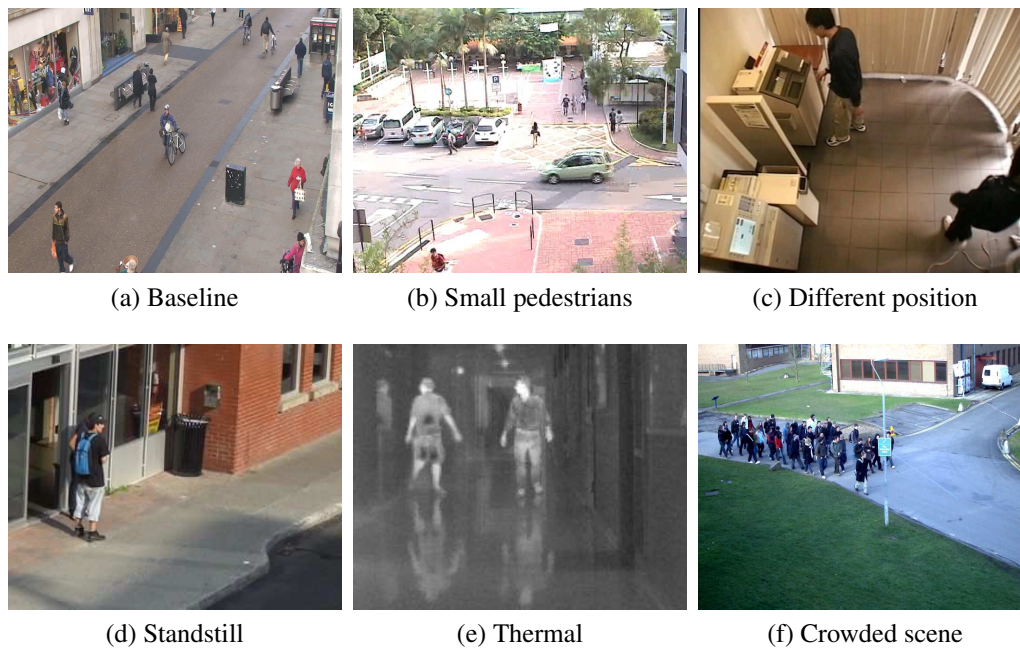 (a) Baseline
(b) Small pedestrians
(c) Different position
(d) Standstill
(e) Thermal
(f) Crowded scene